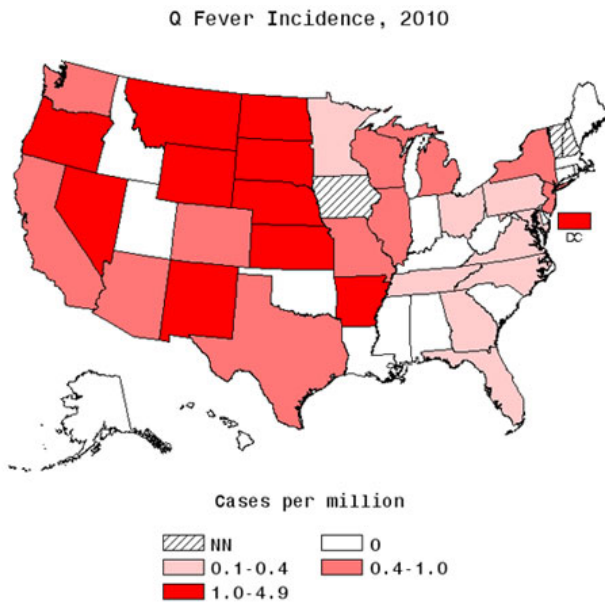 Q Fever Incidence, 2010
DC
Cases per million
NN 0
0.1-0.4 0.4-1.0
1.0-4.9